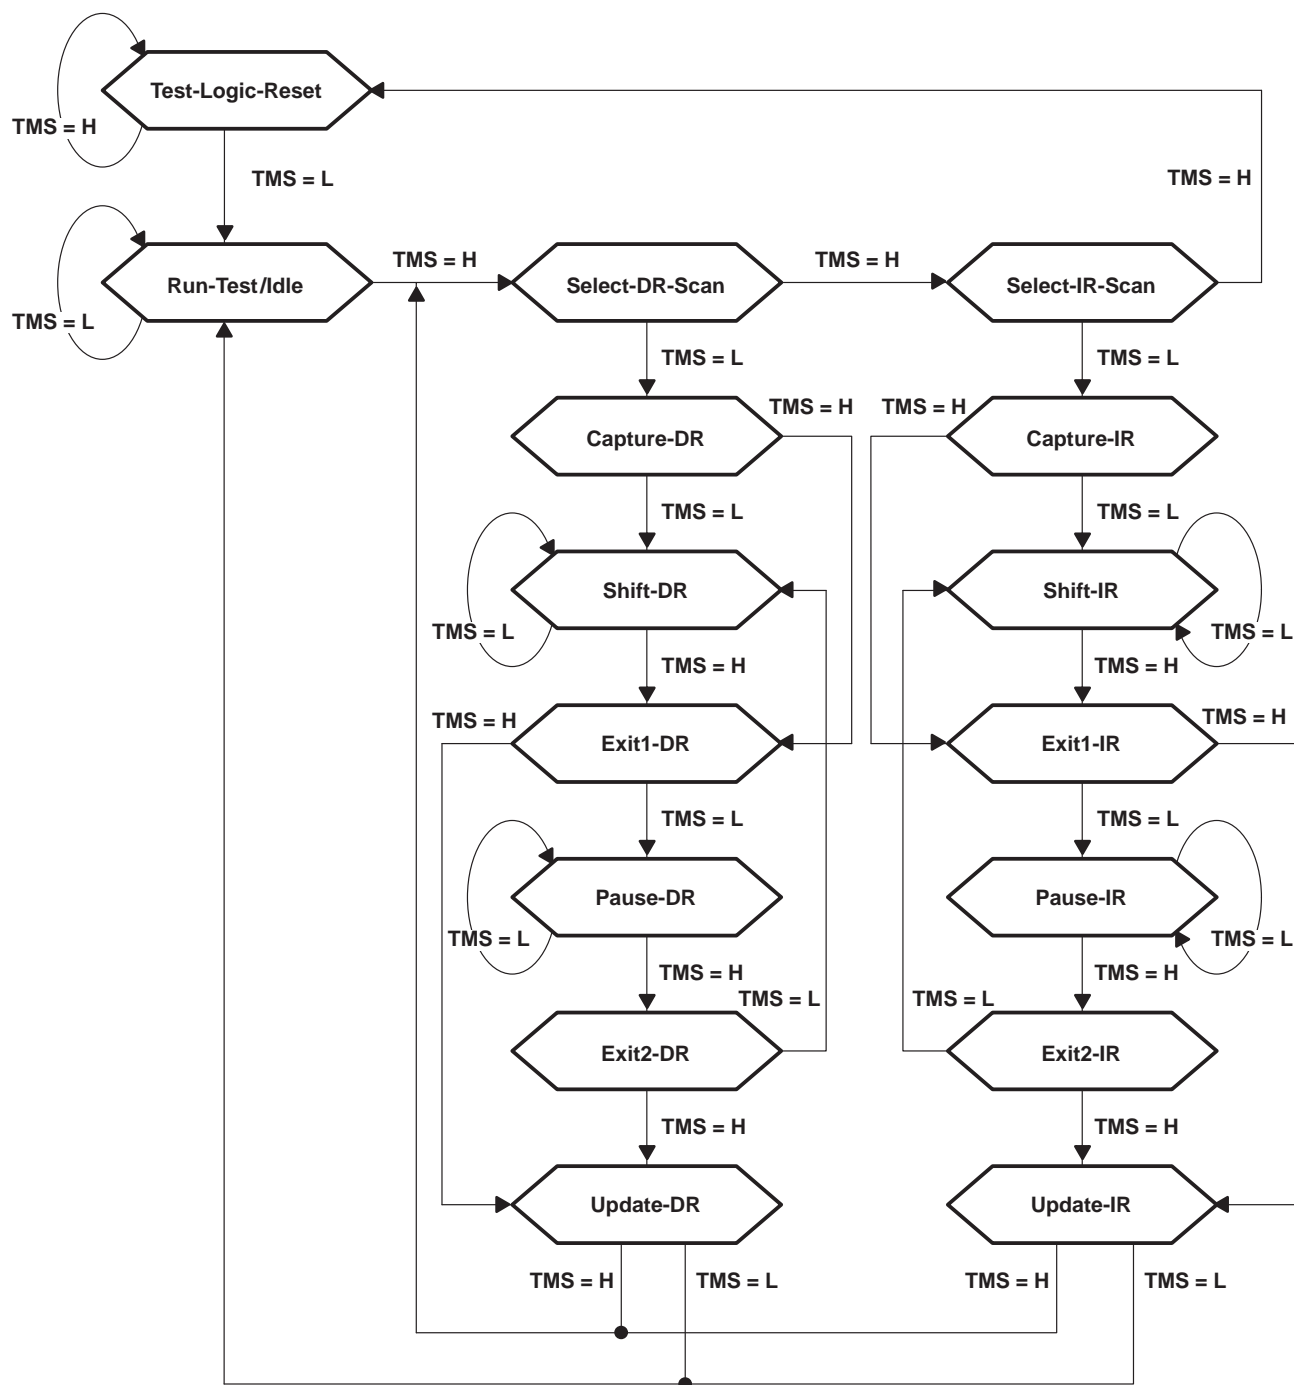 Test-Logic-Reset
TMS = H
TMS = L
TMS = H
TMS = H
TMS = H
Run-Test/Idle
Select-DR-Scan
Select-IR-Scan
TMS = L
TMS = L
TMS = L
TMS = H
TMS = H
Capture-DR
Capture-IR
TMS = L
TMS = L
Shift-DR
Shift-IR
TMS = L
TMS = L
TMS = H
TMS = H
TMS = H
TMS = H
Exit1-DR
Exit1-IR
TMS = L
TMS = L
Pause-DR
Pause-IR
TMS = L
TMS = L
TMS = H
TMS = H
TMS = L
TMS = L
Exit2-DR
Exit2-IR
TMS = H
TMS = H
Update-DR
Update-IR
TMS = H
TMS = L
TMS = H
TMS = L